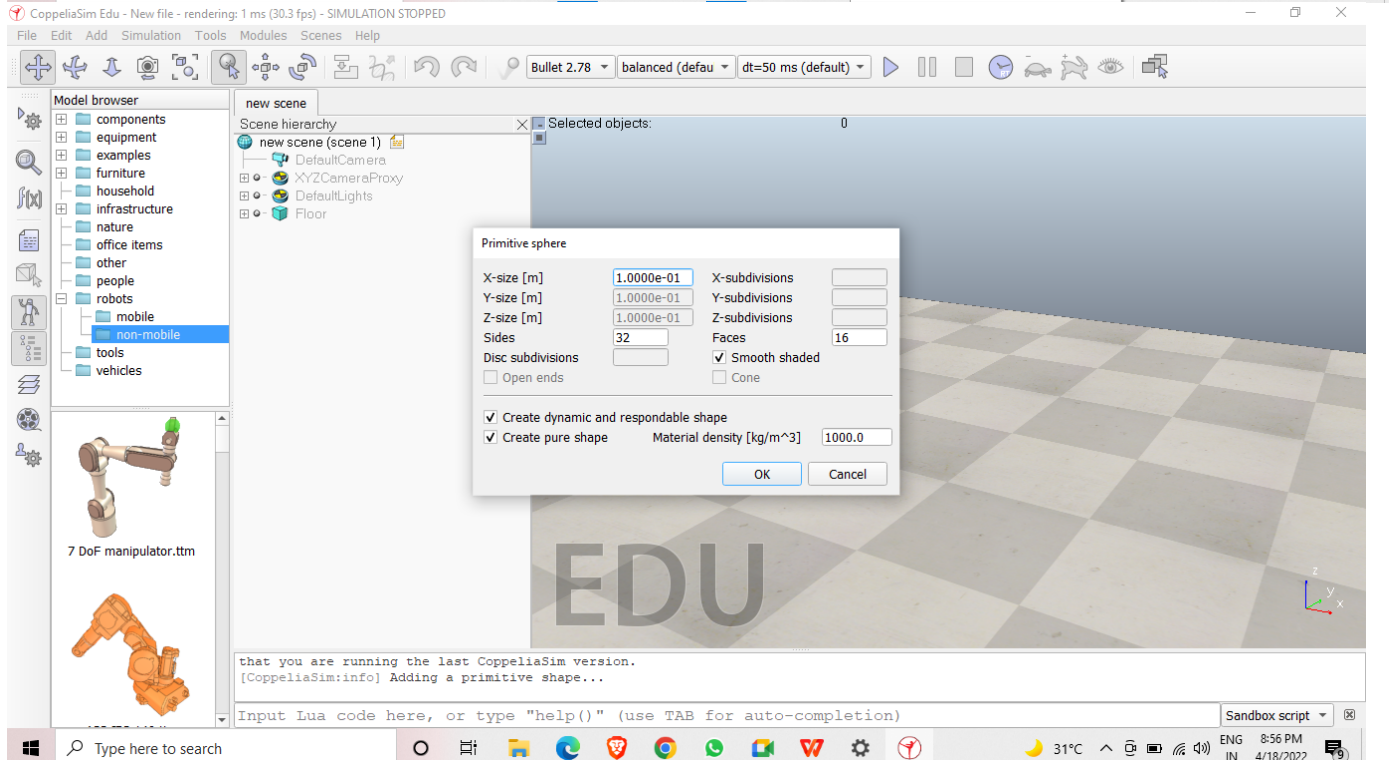 CoppeliaSim Edu - New file - rendering: 1 ms (30.3 fps) - SIMULATION STOPPED
File Edit Add Simulation Tools Modules Scenes Help
Bullet 2.78 balanced (defau dt=50 ms (default)
Model browser
components
equipment
examples
furniture
household
infrastructure
nature
office items
other
people
robots
mobile
non-mobile
tools
vehicles
7 DoF manipulator.ttm
new scene
Scene hierarchy
new scene (scene 1)
DefaultCamera
XYZCameraProxy
DefaultLights
Floor
Selected objects: 0
Primitive sphere
X-size [m] 1.0000e-01 X-subdivisions
Y-size [m] 1.0000e-01 Y-subdivisions
Z-size [m] 1.0000e-01 Z-subdivisions
Sides 32 Faces 16
Disc subdivisions Smooth shaded
Open ends Cone
Create dynamic and respondable shape
Create pure shape Material density [kg/m^3] 1000.0
OK Cancel
EDU
z
y
x
f(x)
RT
that you are running the last CoppeliaSim version.
[CoppeliaSim:info] Adding a primitive shape...
Input Lua code here, or type "help()" (use TAB for auto-completion) Sandbox script
Type here to search 31°C ENG 8:56 PM
IN 4/18/2022 9